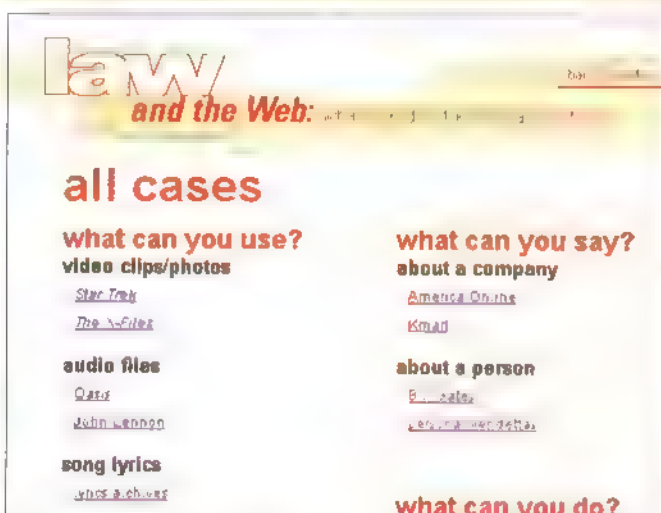 law
and the Web:
all cases
what can you use?
video clips/photos
Star Trek
The X-Files
audio files
Oasis
John Lennon
song lyrics
lyrics archives
what can you say?
about a company
America Online
Kmart
about a person
what can you do?